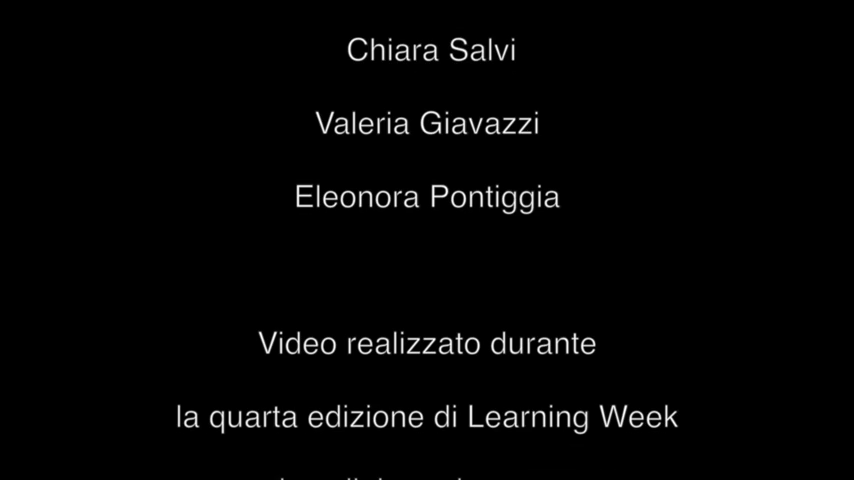 Chiara Salvi
Valeria Giavazzi
Eleonora Pontiggia
Video realizzato durante
la quarta edizione di Learning Week